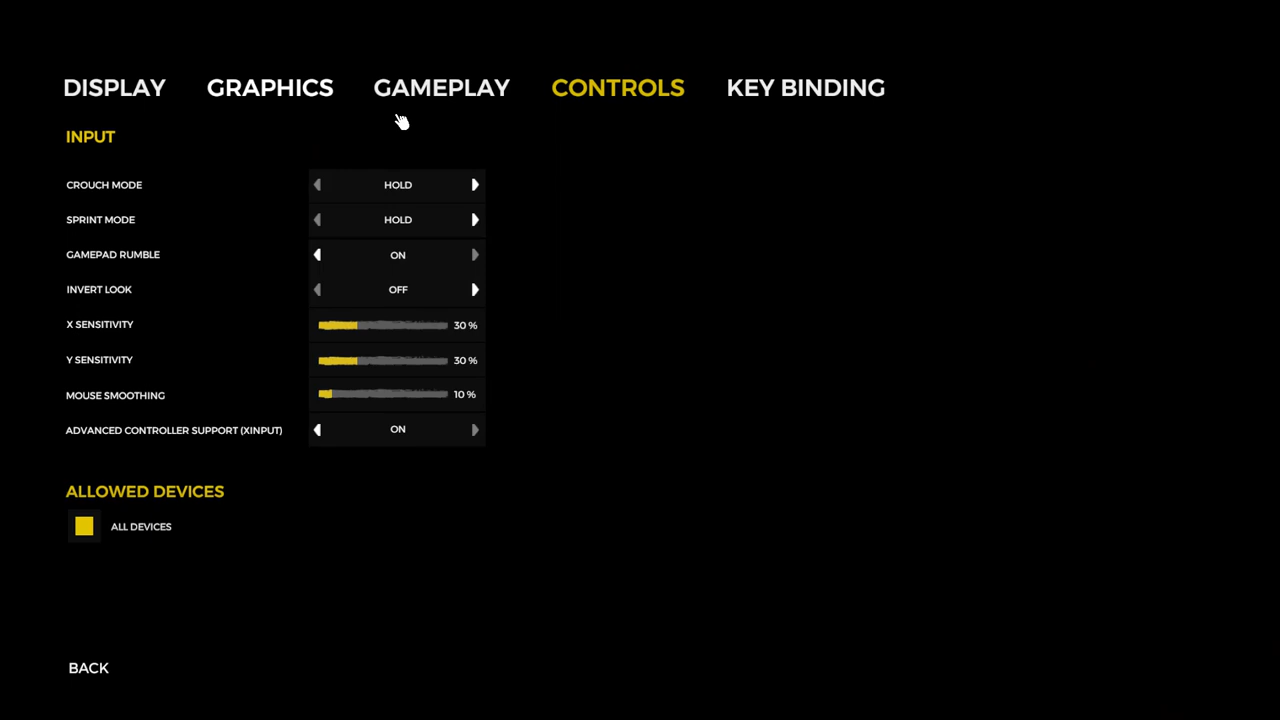 DISPLAY GRAPHICS GAMEPLAY CONTROLS KEY BINDING
INPUT
CROUCH MODE HOLD
SPRINT MODE HOLD
GAMEPAD RUMBLE ON
INVERT LOOK OFF
X SENSITIVITY 30 %
Y SENSITIVITY 30 %
MOUSE SMOOTHING 10 %
ADVANCED CONTROLLER SUPPORT (XINPUT) ON
ALLOWED DEVICES
ALL DEVICES
BACK